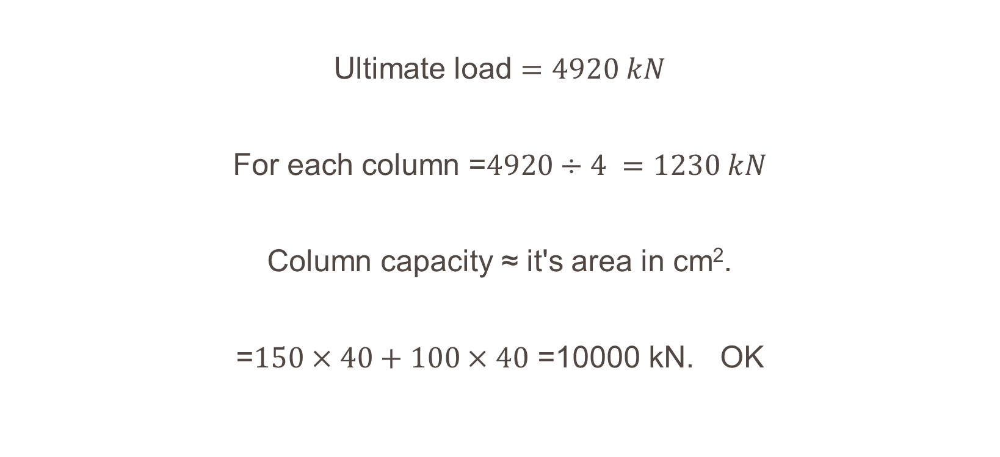 Ultimate load = 4920 kN
For each column =4920 ÷ 4 = 1230 kN
Column capacity ≈ it's area in cm².
=150 × 40 + 100 × 40 =10000 kN. OK